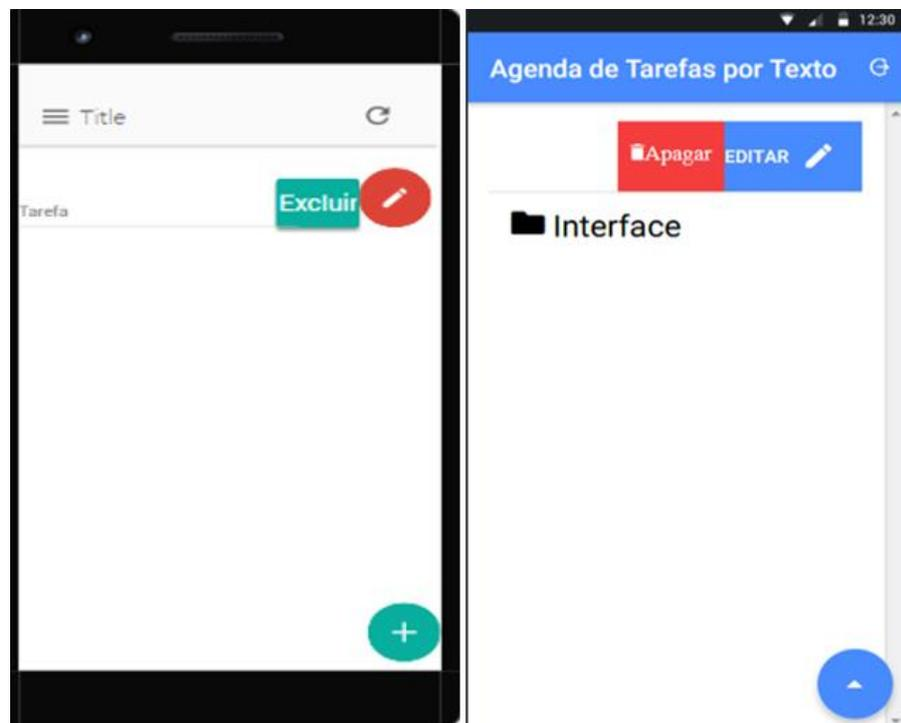 Title
Excluir
Tarefa
12:30
Agenda de Tarefas por Texto
Apagar EDITAR
Interface